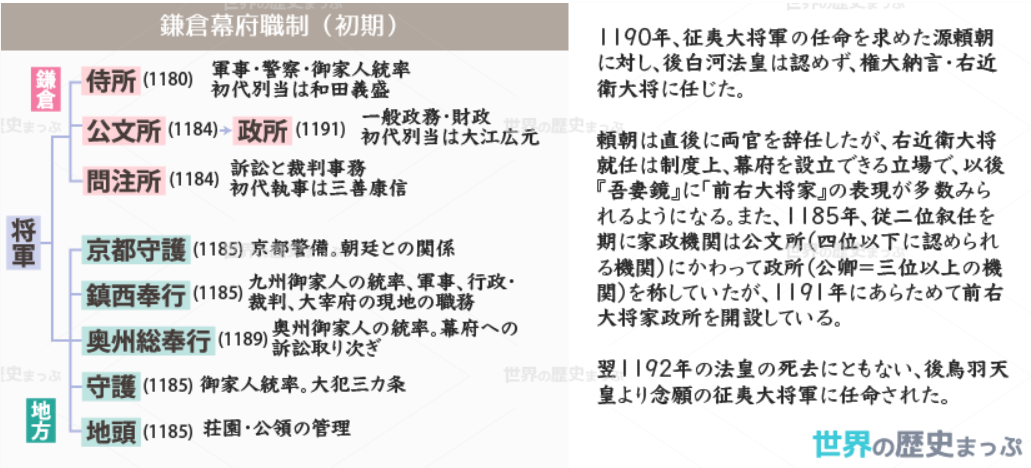 鎌倉幕府職制（初期）
鎌倉
侍所 (1180) 軍事・警察・御家人統率
初代別当は和田義盛
公文所 (1184) → 政所 (1191) 一般政務・財政
初代別当は大江広元
問注所 (1184) 訴訟と裁判事務
初代執事は三善康信
将軍
京都守護 (1185) 京都警備。朝廷との関係
鎮西奉行 (1185) 九州御家人の統率、軍事、行政・
裁判、大宰府の現地の職務
奥州総奉行 (1189) 奥州御家人の統率。幕府への
訴訟取り次ぎ
守護 (1185) 御家人統率。大犯三カ条
地方
地頭 (1185) 荘園・公領の管理
1190年、征夷大将軍の任命を求めた源頼朝
に対し、後白河法皇は認めず、権大納言・右近
衛大将に任じた。
頼朝は直後に両官を辞任したが、右近衛大将
就任は制度上、幕府を設立できる立場で、以後
『吾妻鏡』に「前右大将家』の表現が多数みら
れるようになる。また、1185年、従二位叙任を
期に家政機関は公文所(四位以下に認められ
る機関)にかわって政所(公卿=三位以上の機
関)を称していたが、1191年にあらためて前右
大将家政所を開設している。
翌1192年の法皇の死去にともない、後鳥羽天
皇より念願の征夷大将軍に任命された。
世界の歴史まっぷ